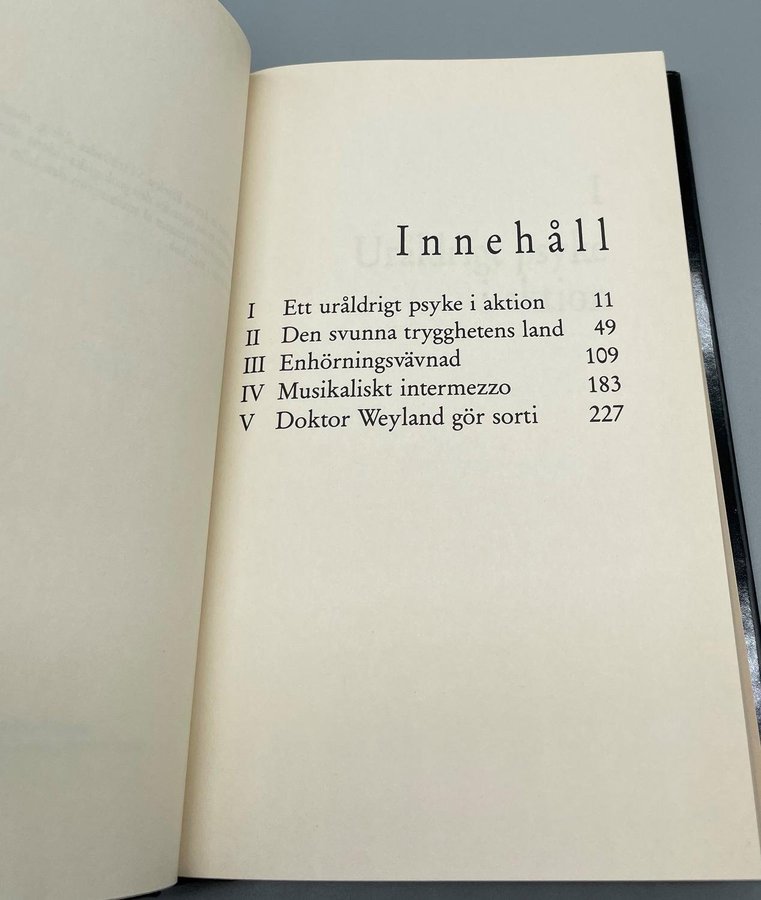 Innehåll
I Ett uråldrigt psyke i aktion 11
II Den svunna trygghetens land 49
III Enhörningsvävnad 109
IV Musikaliskt intermezzo 183
V Doktor Weyland gör sorti 227